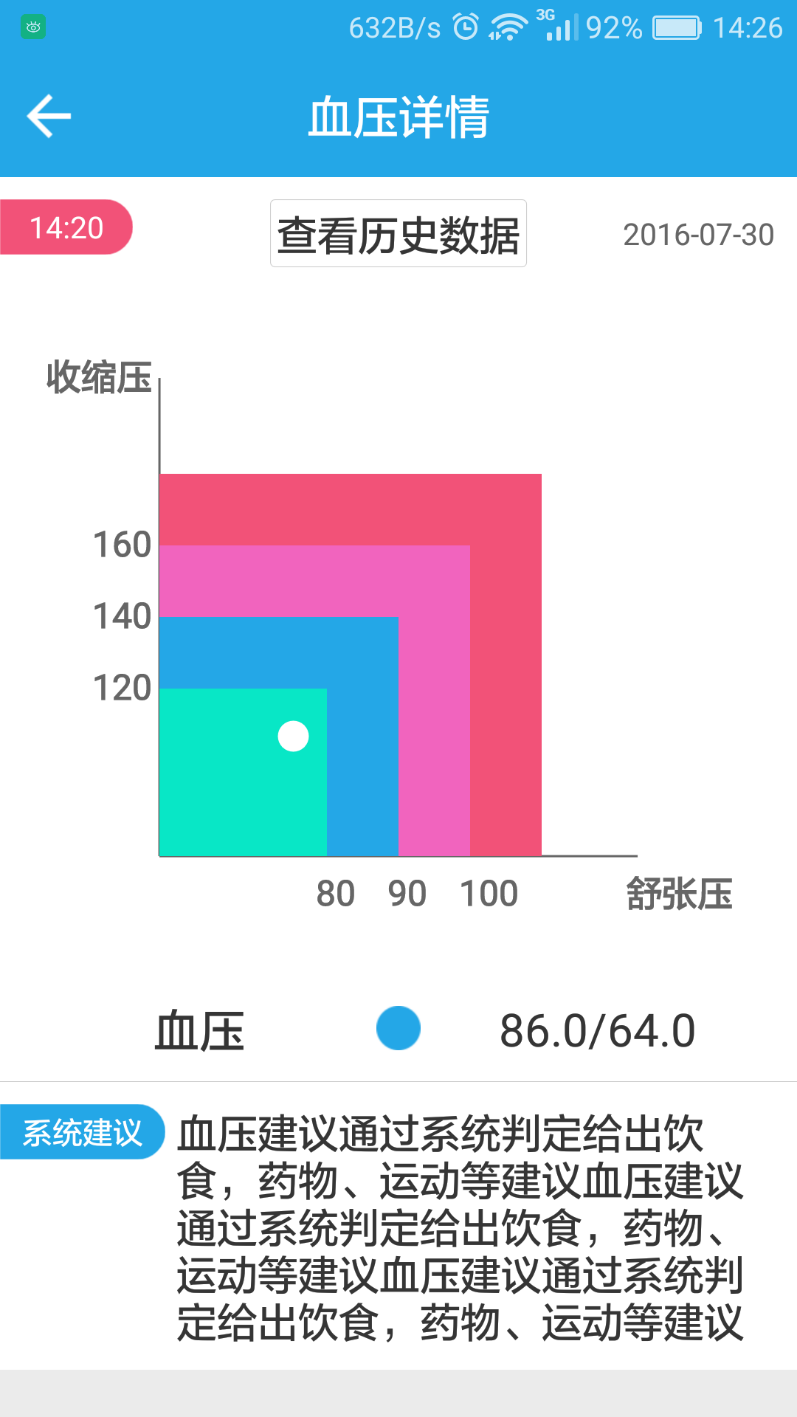 632B/s 3G 92% 14:26
血压详情
14:20 查看历史数据 2016-07-30
收缩压
160
140
120
80 90 100 舒张压
血压 86.0/64.0
系统建议 血压建议通过系统判定给出饮
食，药物、运动等建议血压建议
通过系统判定给出饮食，药物、
运动等建议血压建议通过系统判
定给出饮食，药物、运动等建议